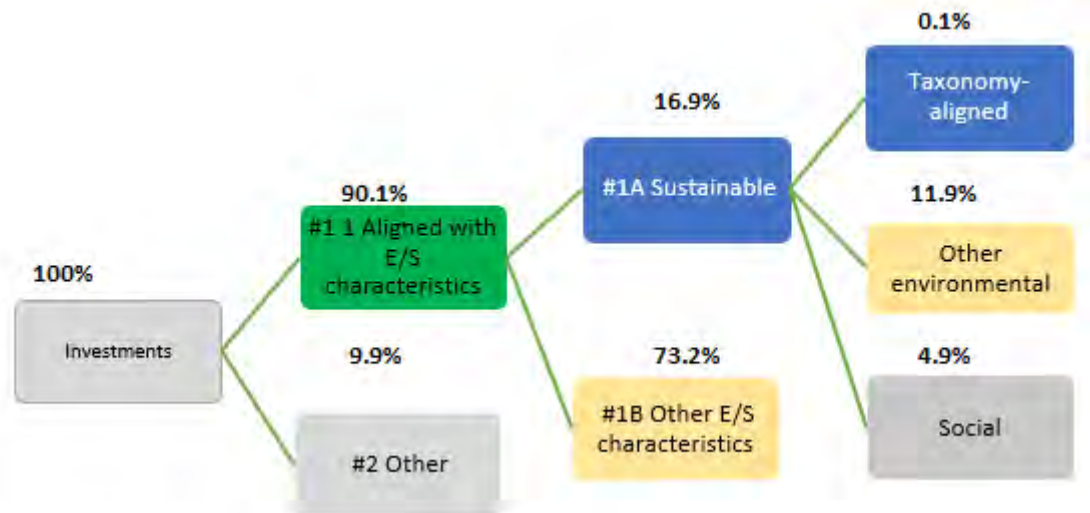 0.1%
Taxonomy-
aligned
16.9%
#1A Sustainable
90.1%
11.9%
#1 1 Aligned with
E/S
characteristics
Other
environmental
100%
Investments
9.9%
73.2%
4.9%
#1B Other E/S
characteristics
Social
#2 Other